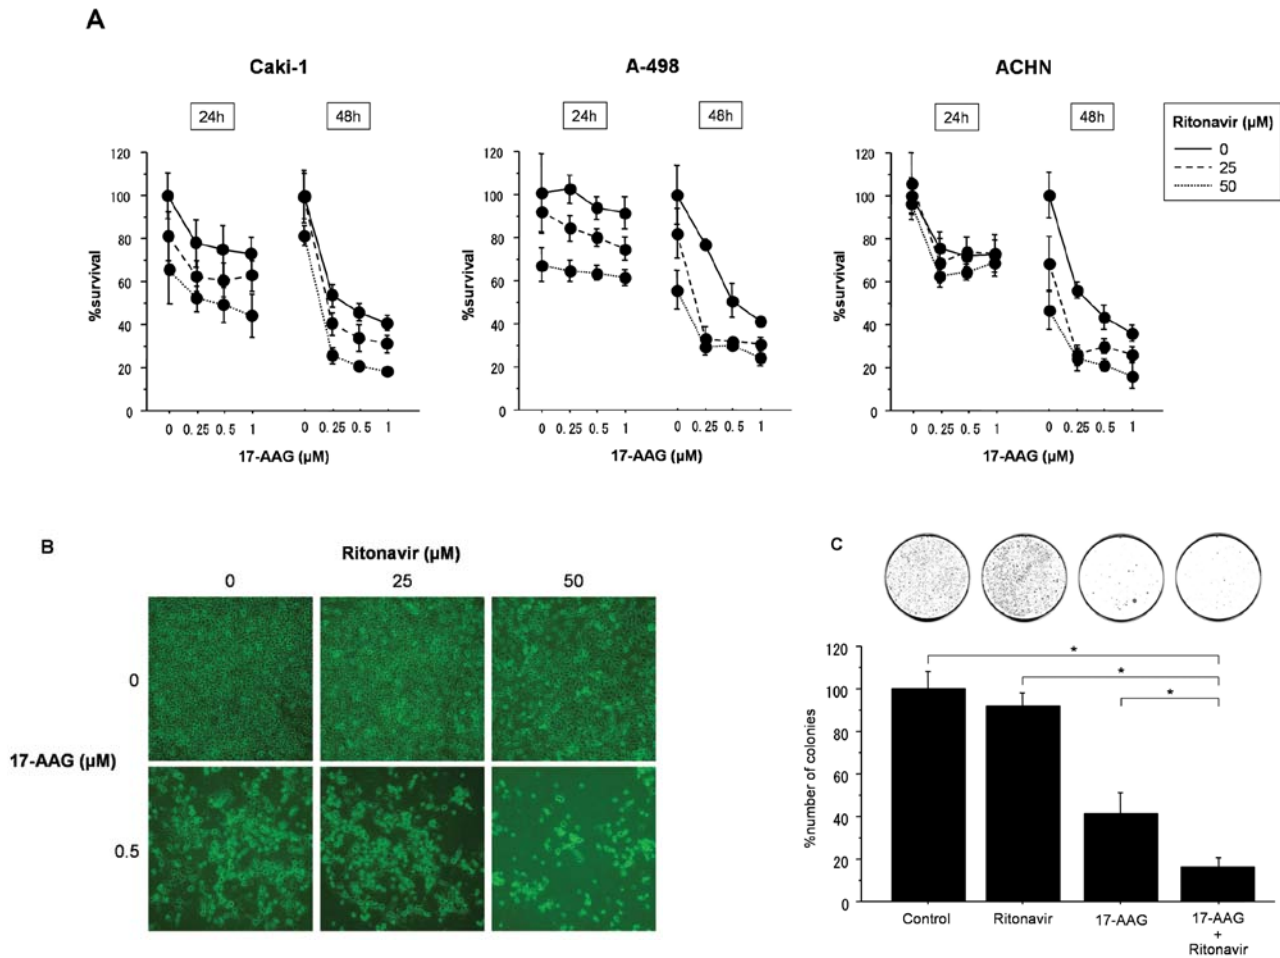 A
Caki-1
A-498
ACHN
24h
48h
24h
48h
24h
48h
Ritonavir (µM)
0
25
50
120
100
80
60
40
20
0
%survival
0 0.25 0.5 1
0 0.25 0.5 1
17-AAG (µM)
120
100
80
60
40
20
0
%survival
0 0.25 0.5 1
0 0.25 0.5 1
17-AAG (µM)
120
100
80
60
40
20
0
%survival
0 0.25 0.5 1
0 0.25 0.5 1
17-AAG (µM)
B
Ritonavir (µM)
0 25 50
0
17-AAG (µM)
0.5
C
120
100
80
60
40
20
0
%number of colonies
*
*
*
Control
Ritonavir
17-AAG
17-AAG
+
Ritonavir